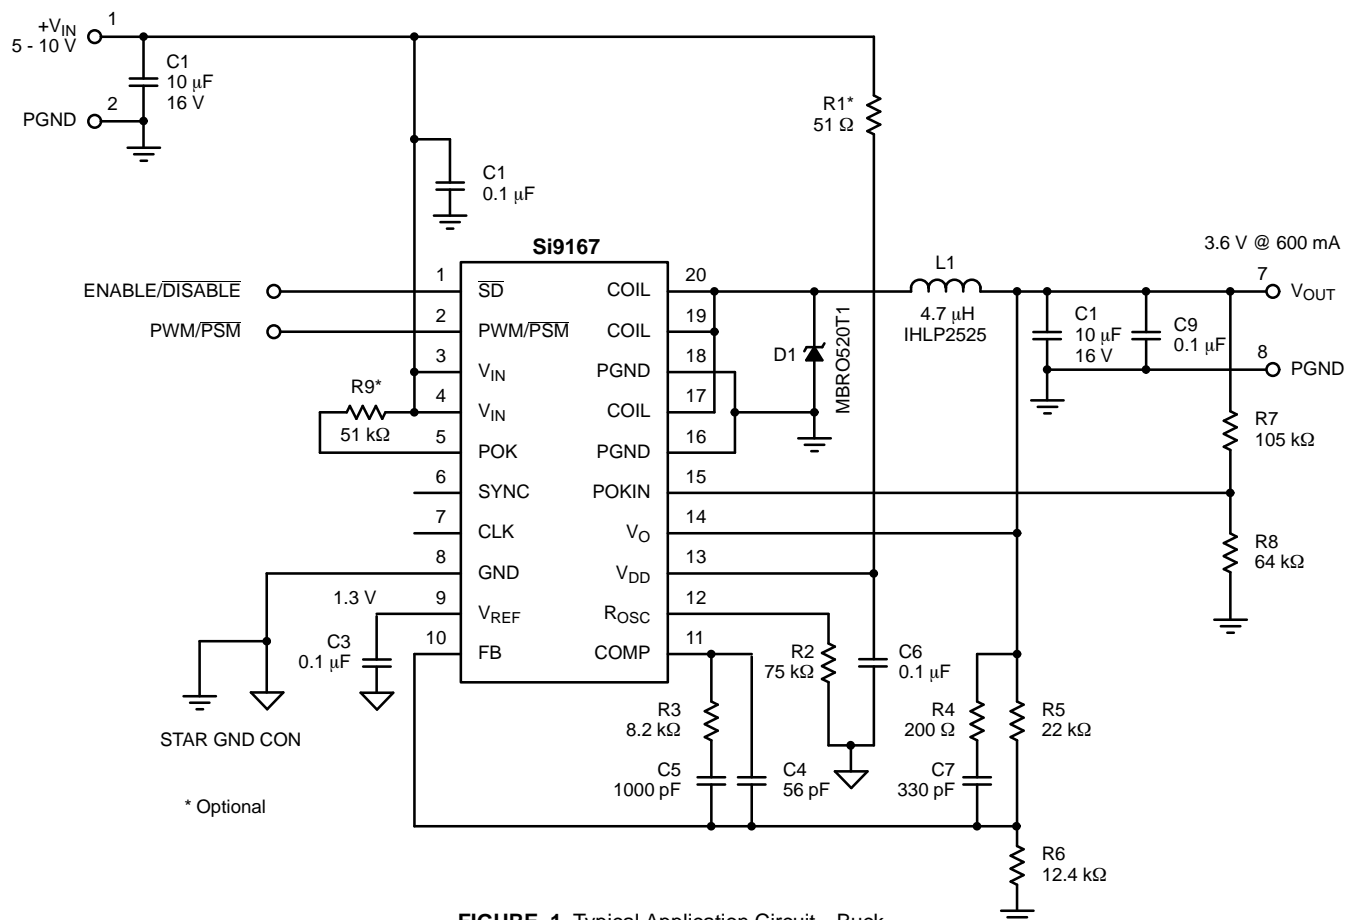 +VIN
5 - 10 V
1
C1
10 μF
16 V
PGND
2
R1*
51 Ω
C1
0.1 μF
Si9167
3.6 V @ 600 mA
ENABLE/DISABLE
1
SD
COIL
20
L1
4.7 μH
IHLP2525
7
VOUT
PWM/PSM
2
PWM/PSM
COIL
19
D1
MBRO520T1
C1
10 μF
16 V
C9
0.1 μF
8
PGND
3
VIN
PGND
18
R9*
51 kΩ
4
VIN
COIL
17
R7
105 kΩ
5
POK
PGND
16
6
SYNC
POKIN
15
7
CLK
VO
14
R8
64 kΩ
8
GND
VDD
13
1.3 V
9
VREF
ROSC
12
C3
0.1 μF
10
FB
COMP
11
R2
75 kΩ
C6
0.1 μF
STAR GND CON
R3
8.2 kΩ
R4
200 Ω
R5
22 kΩ
C5
1000 pF
C4
56 pF
C7
330 pF
* Optional
R6
12.4 kΩ
FIGURE 1. Typical Application Circuit – Buck